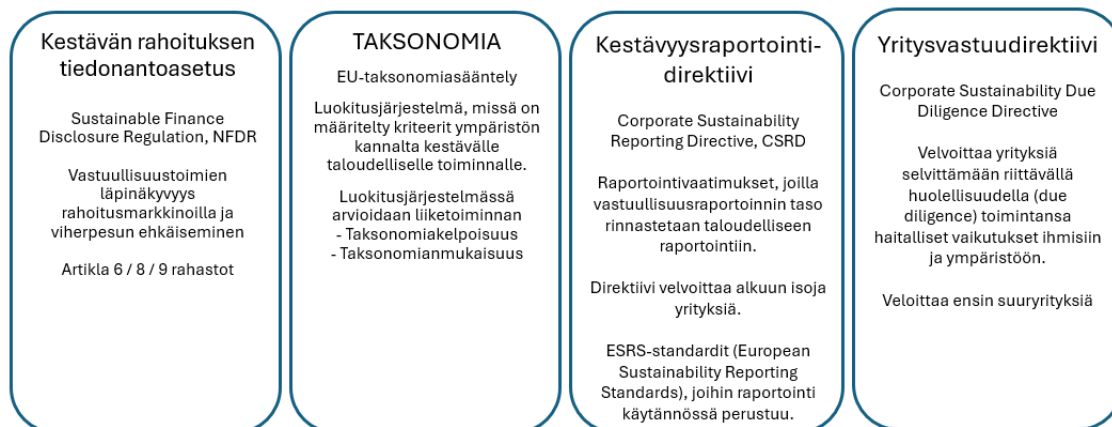 Kestävän rahoituksen
tiedonantoasetus
Sustainable Finance
Disclosure Regulation, NFDR
Vastuullisuustoimien
läpinäkyvyys
rahoitusmarkkinoilla ja
viherpesun ehkäiseminen
Artikla 6 / 8 / 9 rahastot
TAKSONOMIA
EU-taksonomiasääntely
Luokitusjärjestelmä, missä on
määritelty kriteerit ympäristön
kannalta kestävälle
taloudelliselle toiminnalle.
Luokitusjärjestelmässä
arvioidaan liiketoiminnan
- Taksonomiakelpoisuus
- Taksonomianmukaisuus
Kestävyysraportointi-
direktiivi
Corporate Sustainability
Reporting Directive, CSRD
Raportointivaatimukset, joilla
vastuullisuusraportoinnin taso
rinnastetaan taloudelliseen
raportointiin.
Direktiivi velvoittaa alkuun isoja
yrityksiä.
ESRS-standardit (European
Sustainability Reporting
Standards), joihin raportointi
käytännössä perustuu.
Yritysvastuudirektiivi
Corporate Sustainability Due
Diligence Directive
Velvoittaa yrityksiä
selvittämään riittävällä
huolellisuudella (due
diligence) toimintansa
haitalliset vaikutukset ihmisiin
ja ympäristöön.
Veloittaa ensin suuryrityksiä